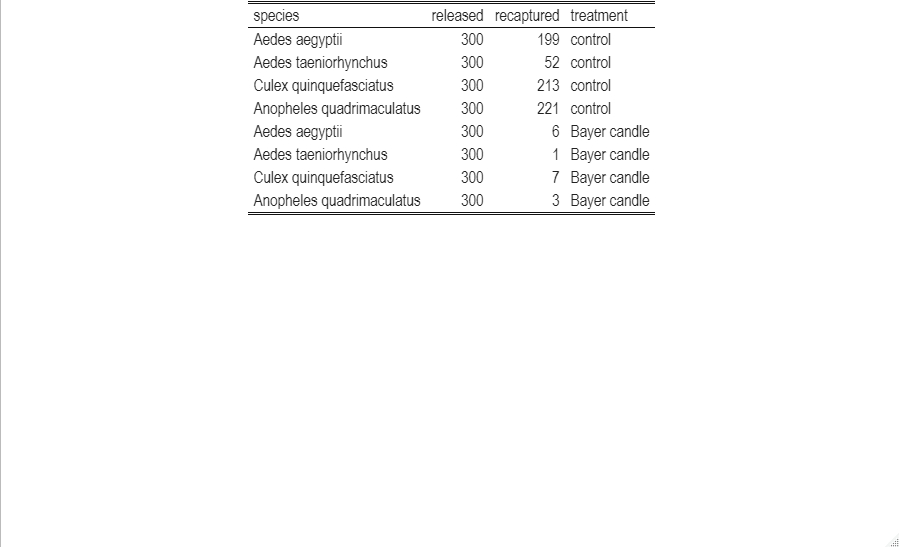 species released recaptured treatment
Aedes aegyptii 300 199 control
Aedes taeniorhynchus 300 52 control
Culex quinquefasciatus 300 213 control
Anopheles quadrimaculatus 300 221 control
Aedes aegyptii 300 6 Bayer candle
Aedes taeniorhynchus 300 1 Bayer candle
Culex quinquefasciatus 300 7 Bayer candle
Anopheles quadrimaculatus 300 3 Bayer candle